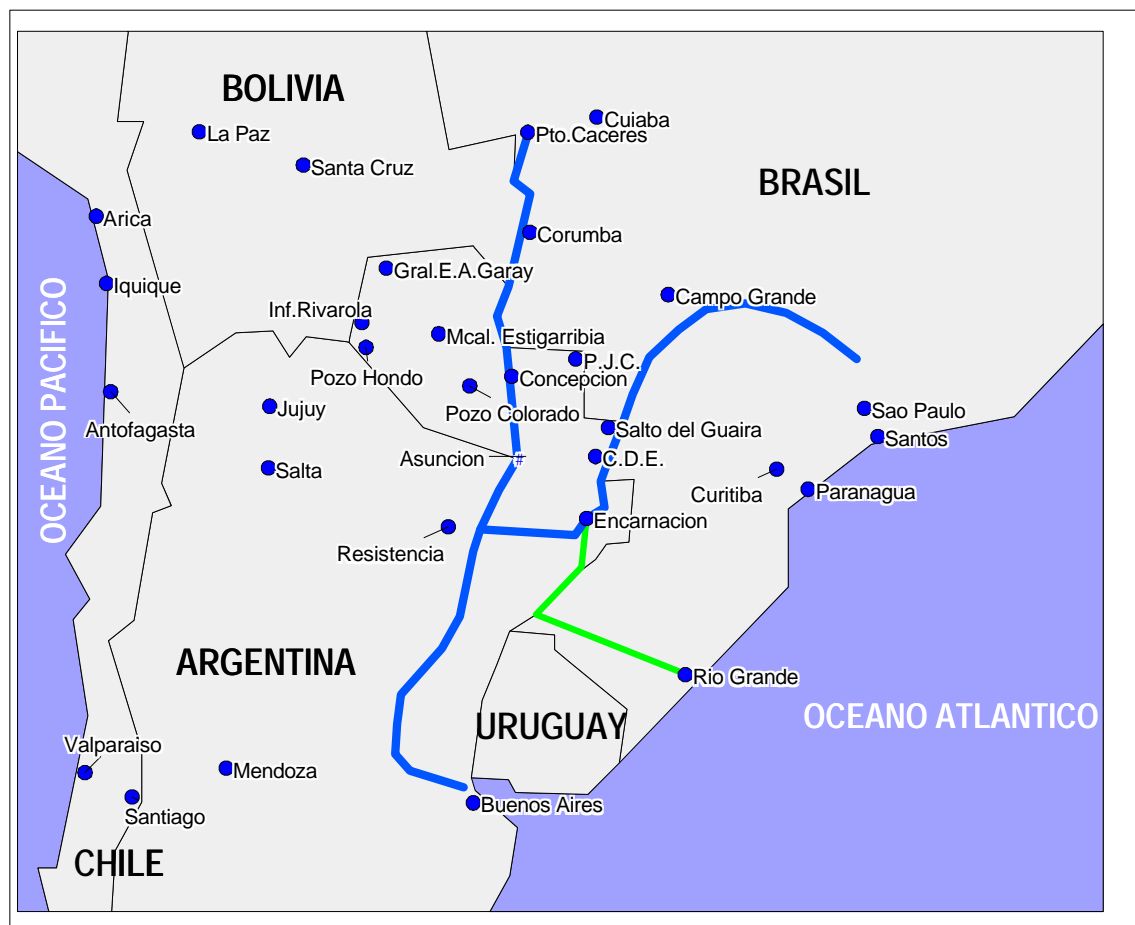 BOLIVIA
Cuiaba
La Paz
Pto.Caceres
Santa Cruz
BRASIL
Arica
Corumba
Gral.E.A.Garay
Iquique
Campo Grande
Inf.Rivarola
Mcal. Estigarribia
P.J.C.
Pozo Hondo
Concepcion
OCEANO PACIFICO
Jujuy
Pozo Colorado
Sao Paulo
Antofagasta
Salto del Guaira
Santos
Asuncion
#
C.D.E.
Salta
Curitiba
Paranagua
Encarnacion
Resistencia
ARGENTINA
Rio Grande
URUGUAY
OCEANO ATLANTICO
Valparaiso
Mendoza
Buenos Aires
Santiago
CHILE